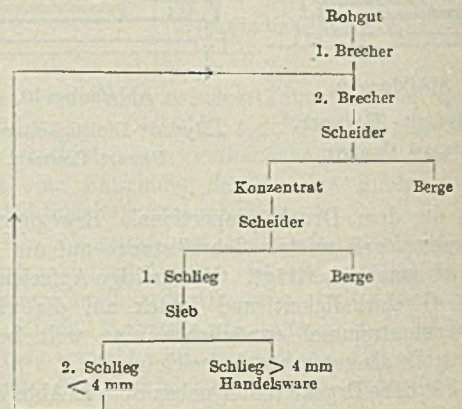 Rohgut
1. Brecher
2. Brecher
Scheider
Konzentrat Berge
Scheider
1. Schlieg Berge
Sieb
2. Schlieg Schlieg > 4 mm
< 4 mm Handelsware